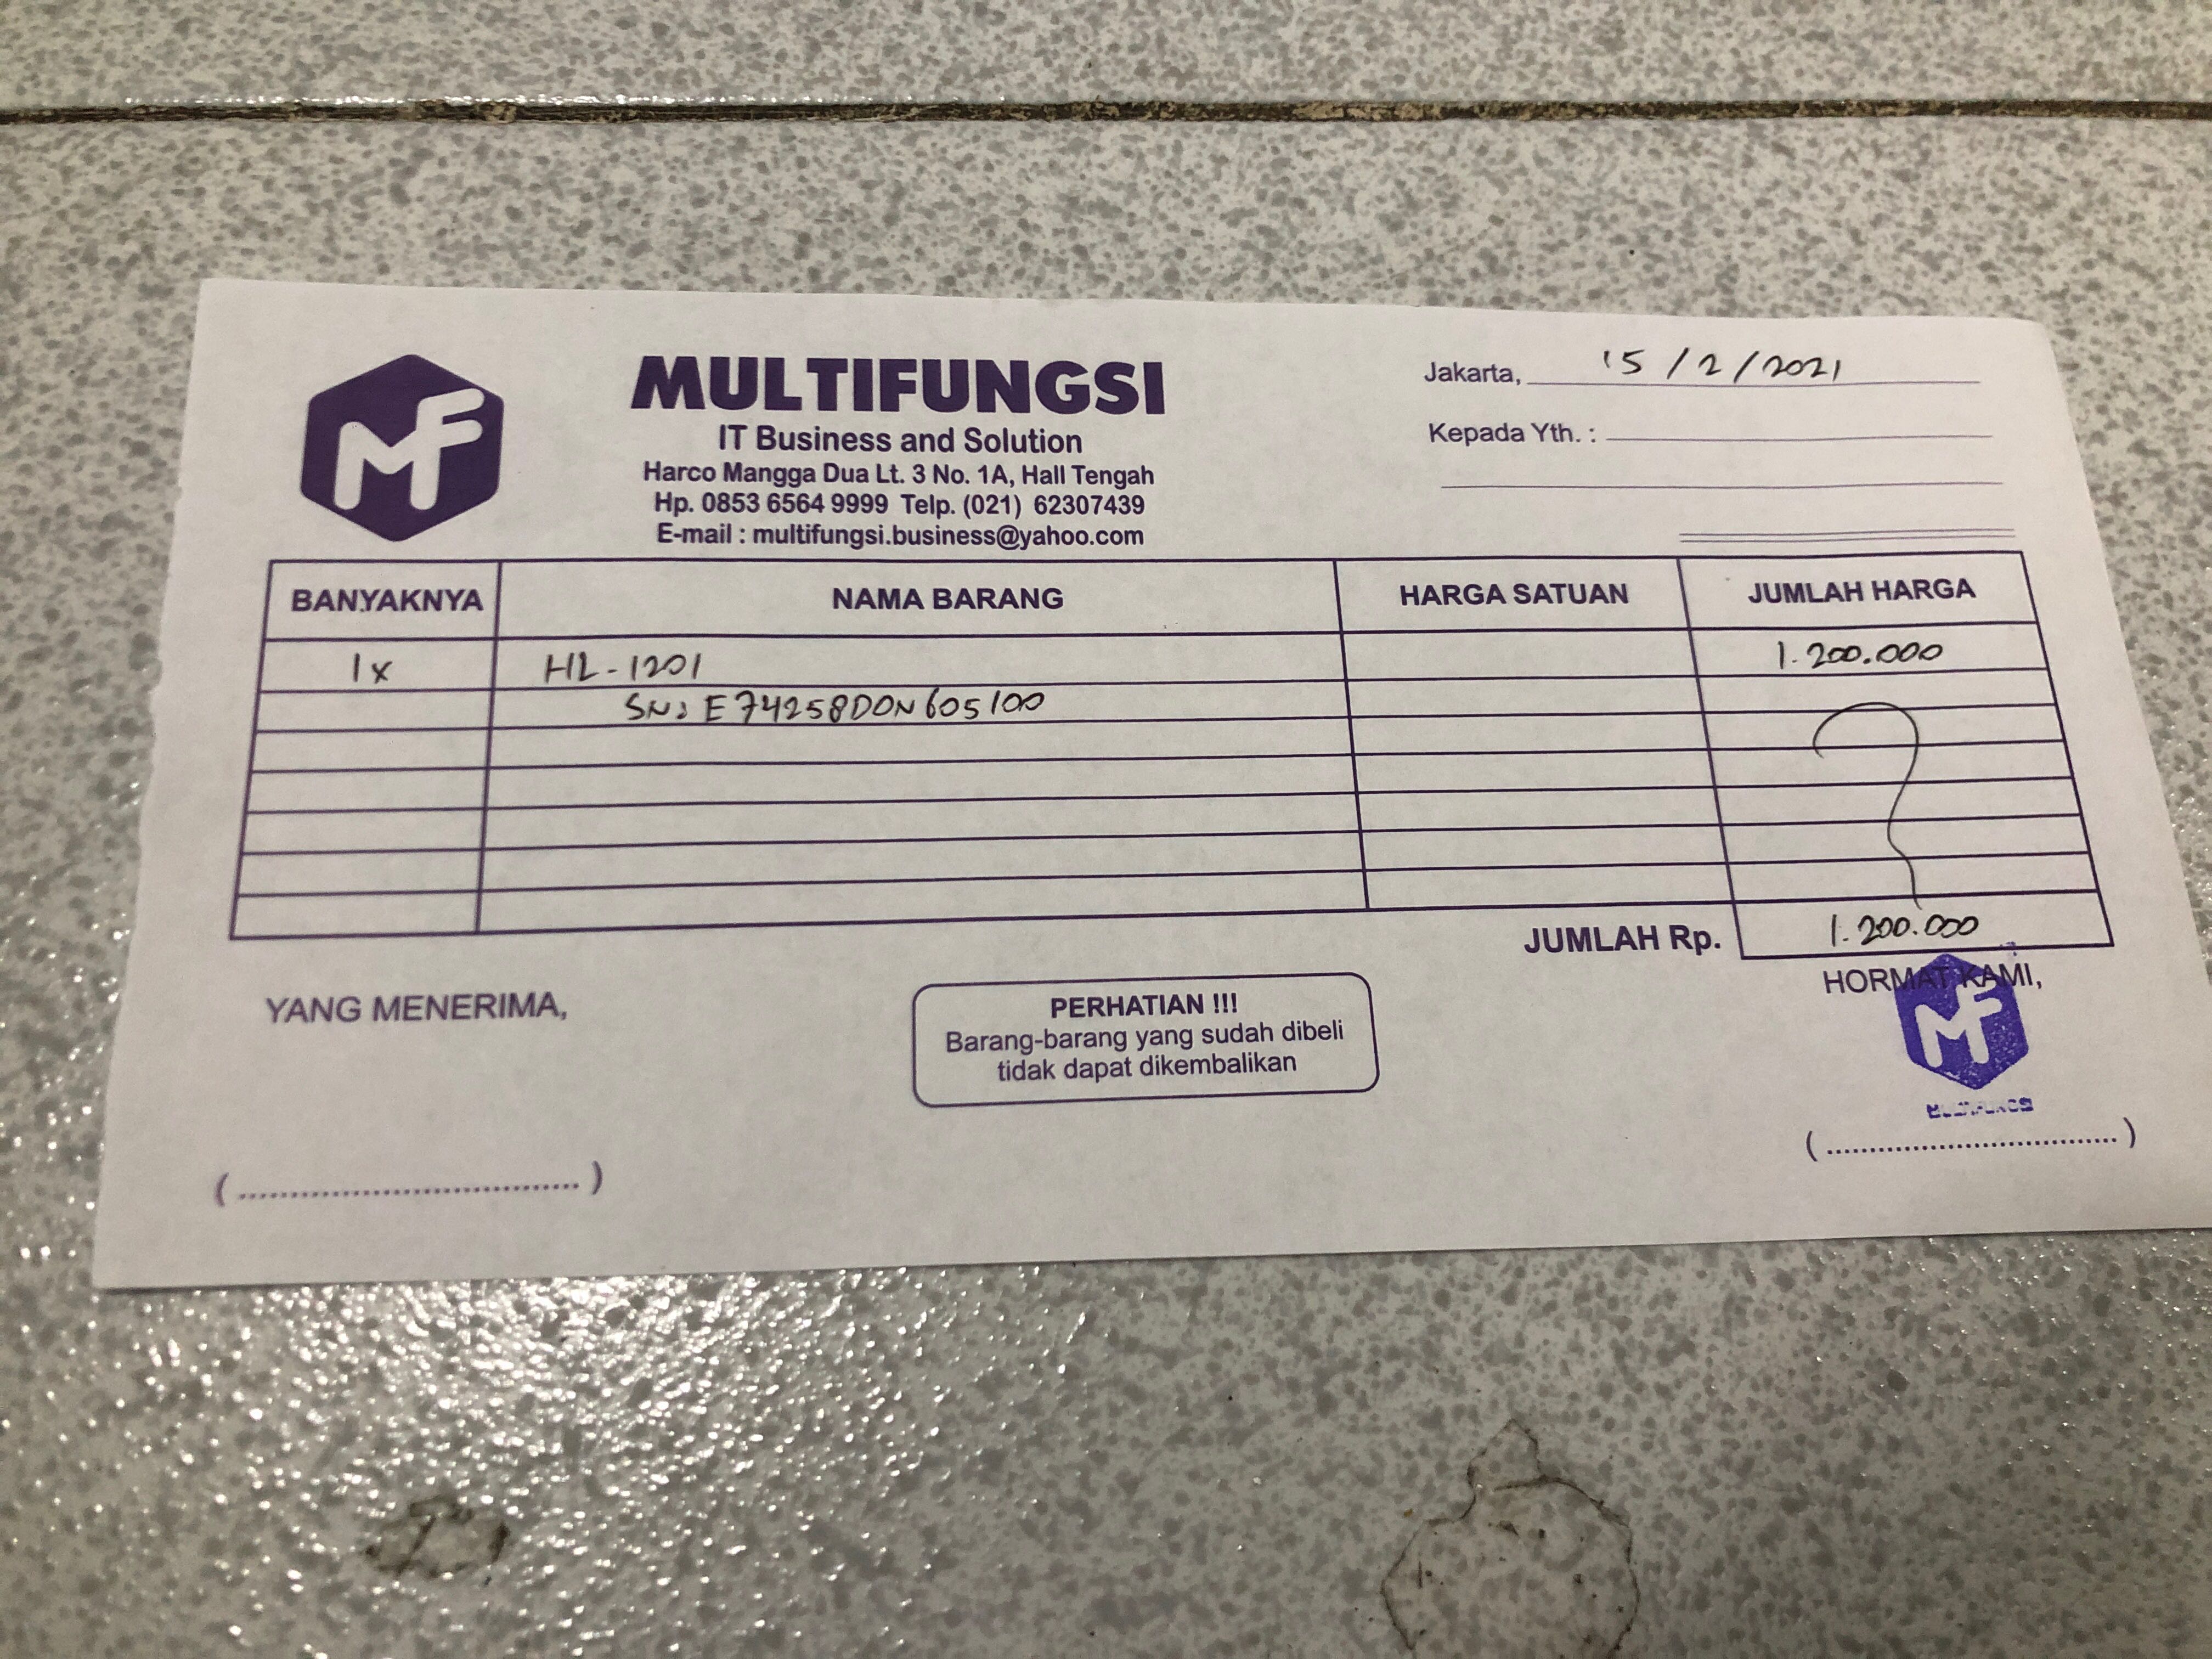 MF
MULTIFUNGSI
IT Business and Solution
Harco Mangga Dua Lt. 3 No. 1A, Hall Tengah
Hp. 0853 6564 9999 Telp. (021) 62307439
E-mail : multifungsi.business@yahoo.com
Jakarta, 15/2/2021
Kepada Yth. :
BANYAKNYA NAMA BARANG HARGA SATUAN JUMLAH HARGA
1x HL-1201 1.200.000
SN: E74258D0N605100
JUMLAH Rp. 1.200.000
YANG MENERIMA,
PERHATIAN !!!
Barang-barang yang sudah dibeli
tidak dapat dikembalikan
HORMAT KAMI,
MF
MULTIFUNGSI
(.................................)
(.................................)